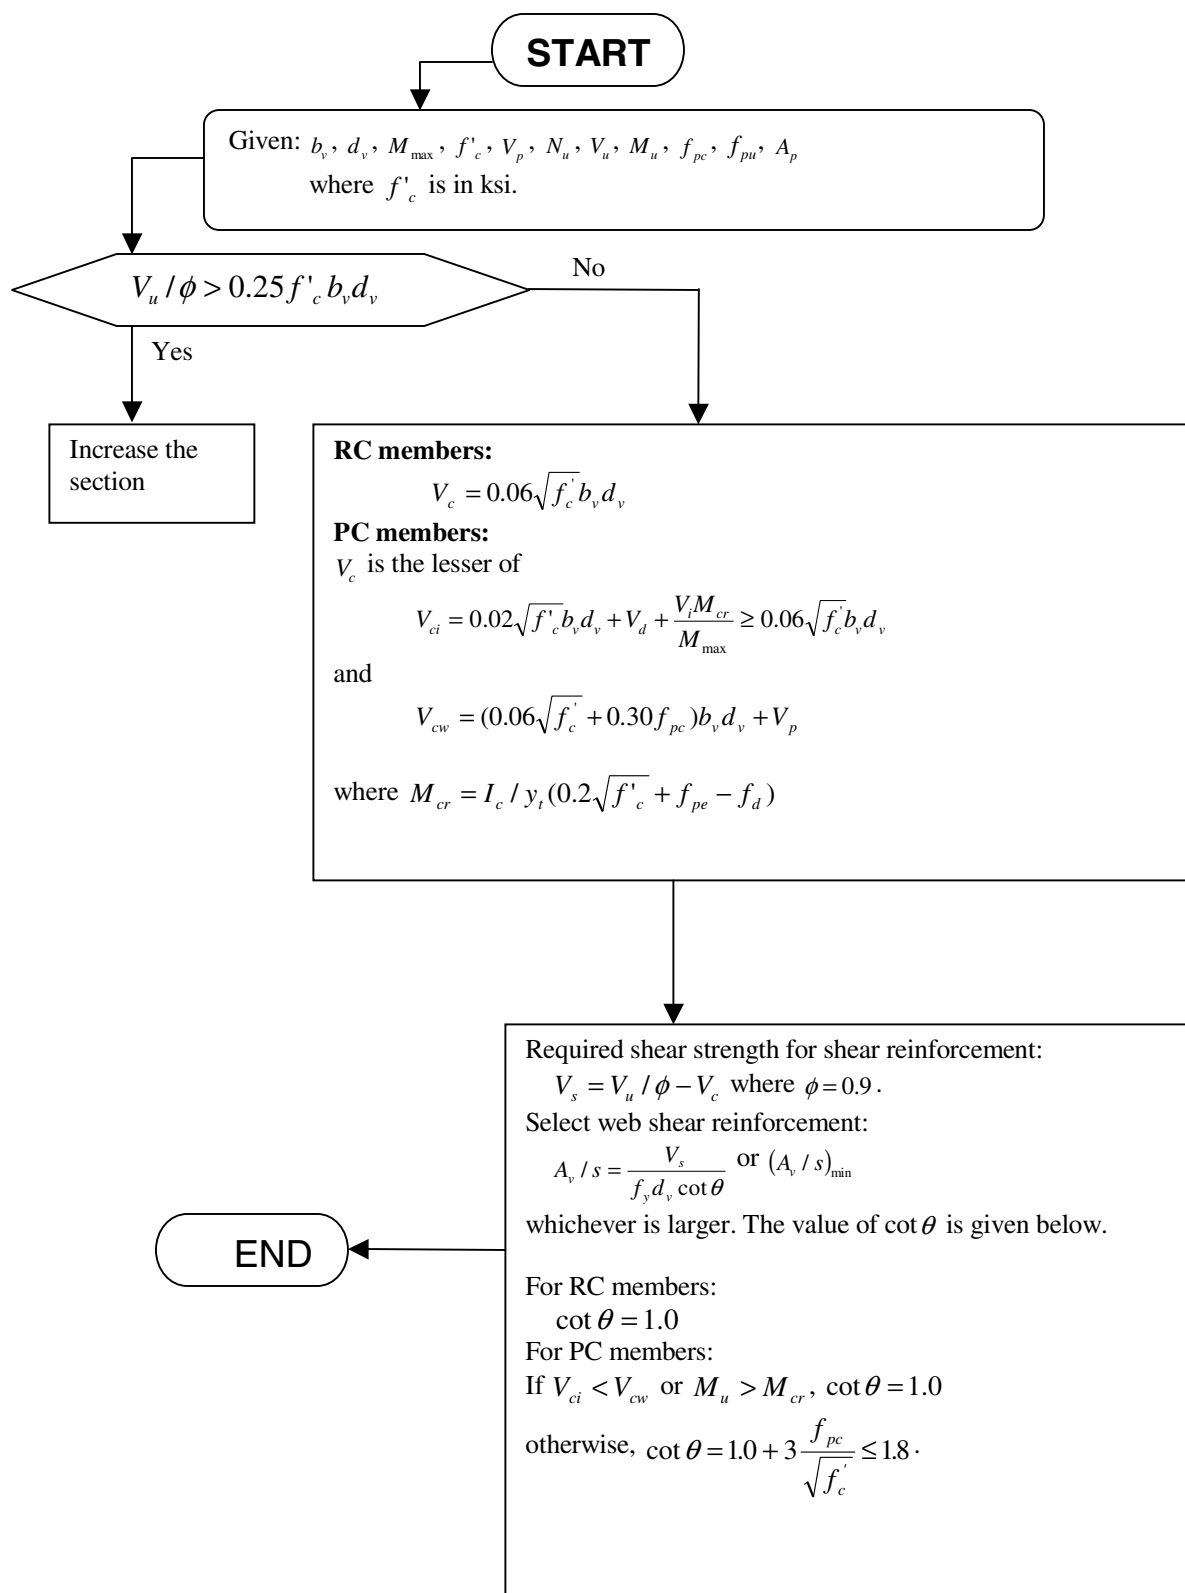 START
Given: b_v, d_v, M_max, f'_c, V_p, N_u, V_u, M_u, f_pc, f_pu, A_p
where f'_c is in ksi.
V_u / ϕ > 0.25 f'_c b_v d_v
No
Yes
Increase the
section
RC members:
V_c = 0.06 √f'_c b_v d_v
PC members:
V_c is the lesser of
V_ci = 0.02 √f'_c b_v d_v + V_d + V_i M_cr / M_max ≥ 0.06 √f'_c b_v d_v
and
V_cw = (0.06 √f'_c + 0.30 f_pc) b_v d_v + V_p
where M_cr = I_c / y_t (0.2 √f'_c + f_pe − f_d)
Required shear strength for shear reinforcement:
V_s = V_u / ϕ − V_c where ϕ = 0.9.
Select web shear reinforcement:
A_v / s = V_s / (f_y d_v cot θ) or (A_v / s)_min
whichever is larger. The value of cot θ is given below.
END
For RC members:
cot θ = 1.0
For PC members:
If V_ci < V_cw or M_u > M_cr, cot θ = 1.0
otherwise, cot θ = 1.0 + 3 f_pc / √f'_c ≤ 1.8.